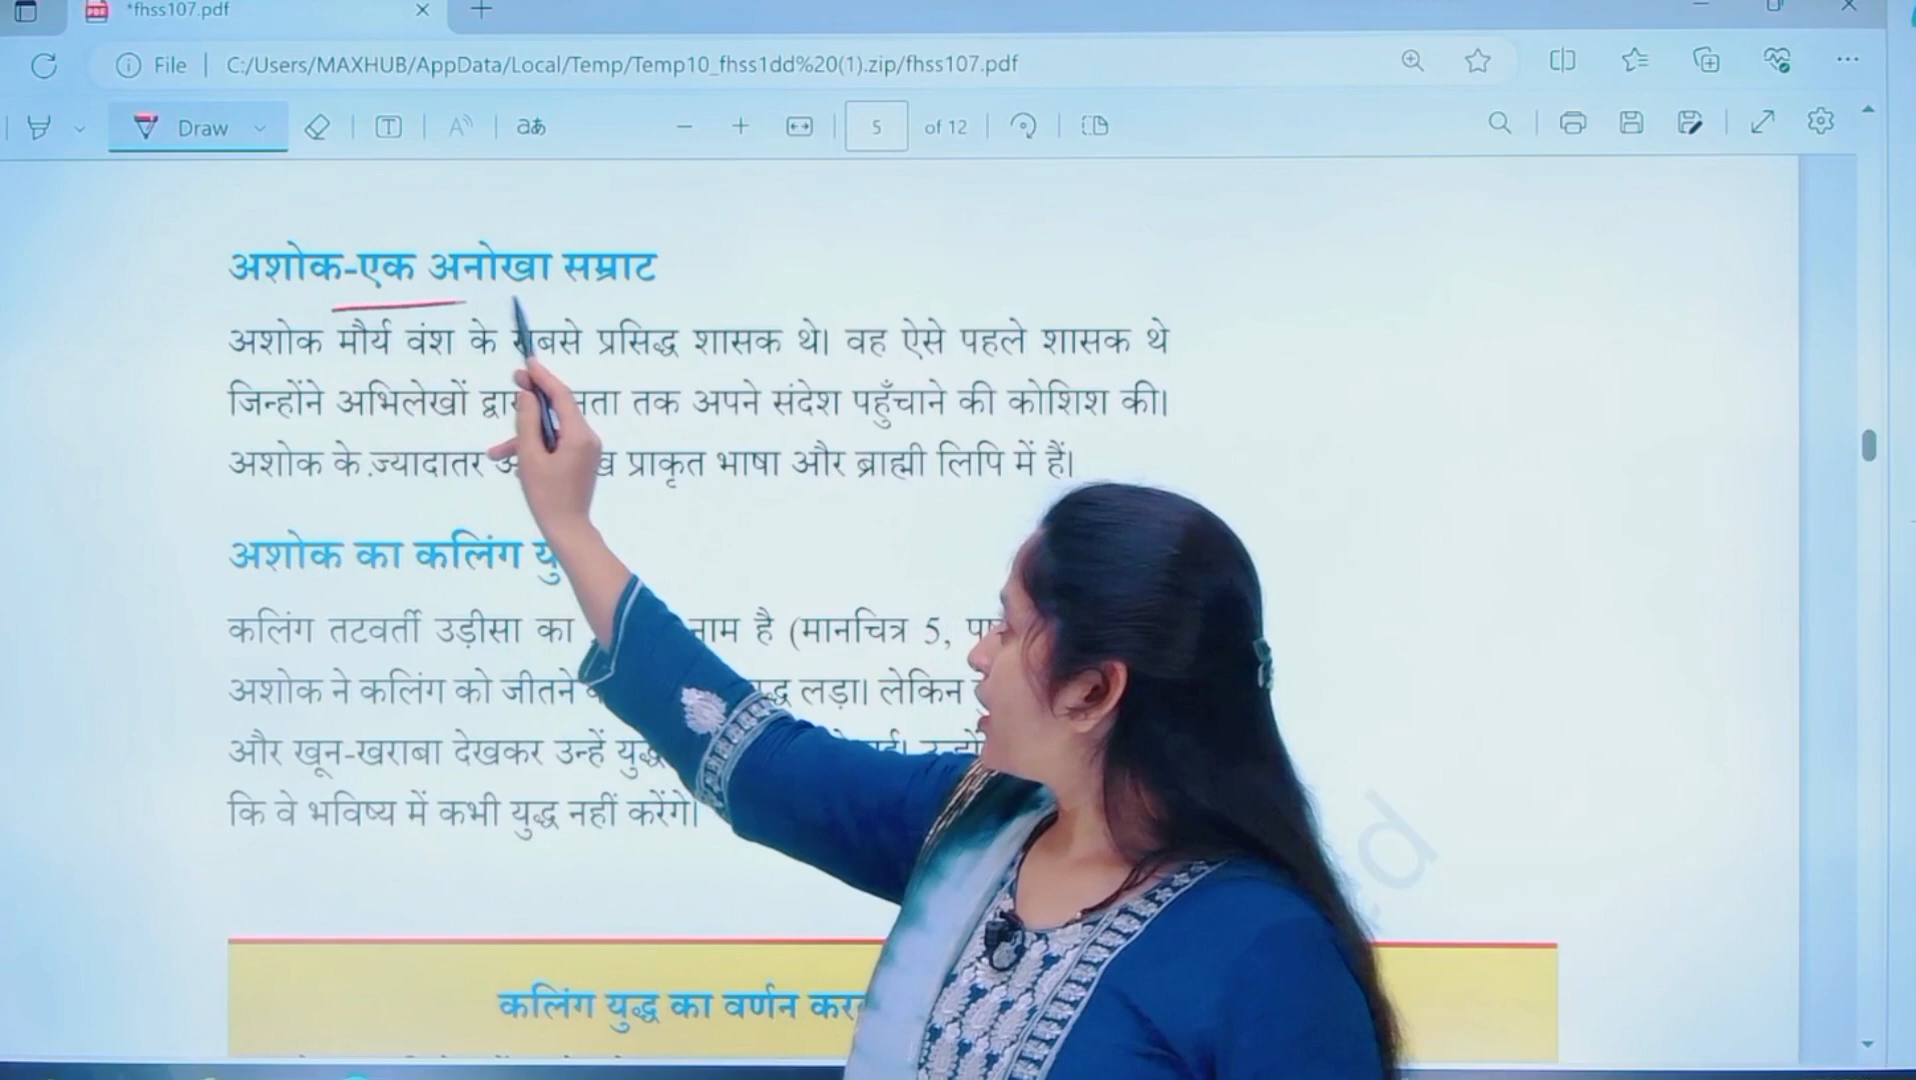 *fhss107.pdf
File | C:/Users/MAXHUB/AppData/Local/Temp/Temp10_fhss1dd%20(1).zip/fhss107.pdf
Draw 5 of 12
अशोक-एक अनोखा सम्राट
अशोक मौर्य वंश के प्रसिद्ध शासक थे। वह ऐसे पहले शासक थे
जिन्होंने अभिलेखों तक अपने संदेश पहुँचाने की कोशिश की।
अशोक के ज़्यादातर प्राकृत भाषा और ब्राह्मी लिपि में हैं।
अशोक का कलिंग
कलिंग तटवर्ती उड़ीसा का नाम है (मानचित्र 5,
अशोक ने कलिंग को जीतने लड़ा। लेकिन
और खून-खराबा देखकर उन्हें
कि वे भविष्य में कभी युद्ध नहीं करेंगे।
कलिंग युद्ध का वर्णन